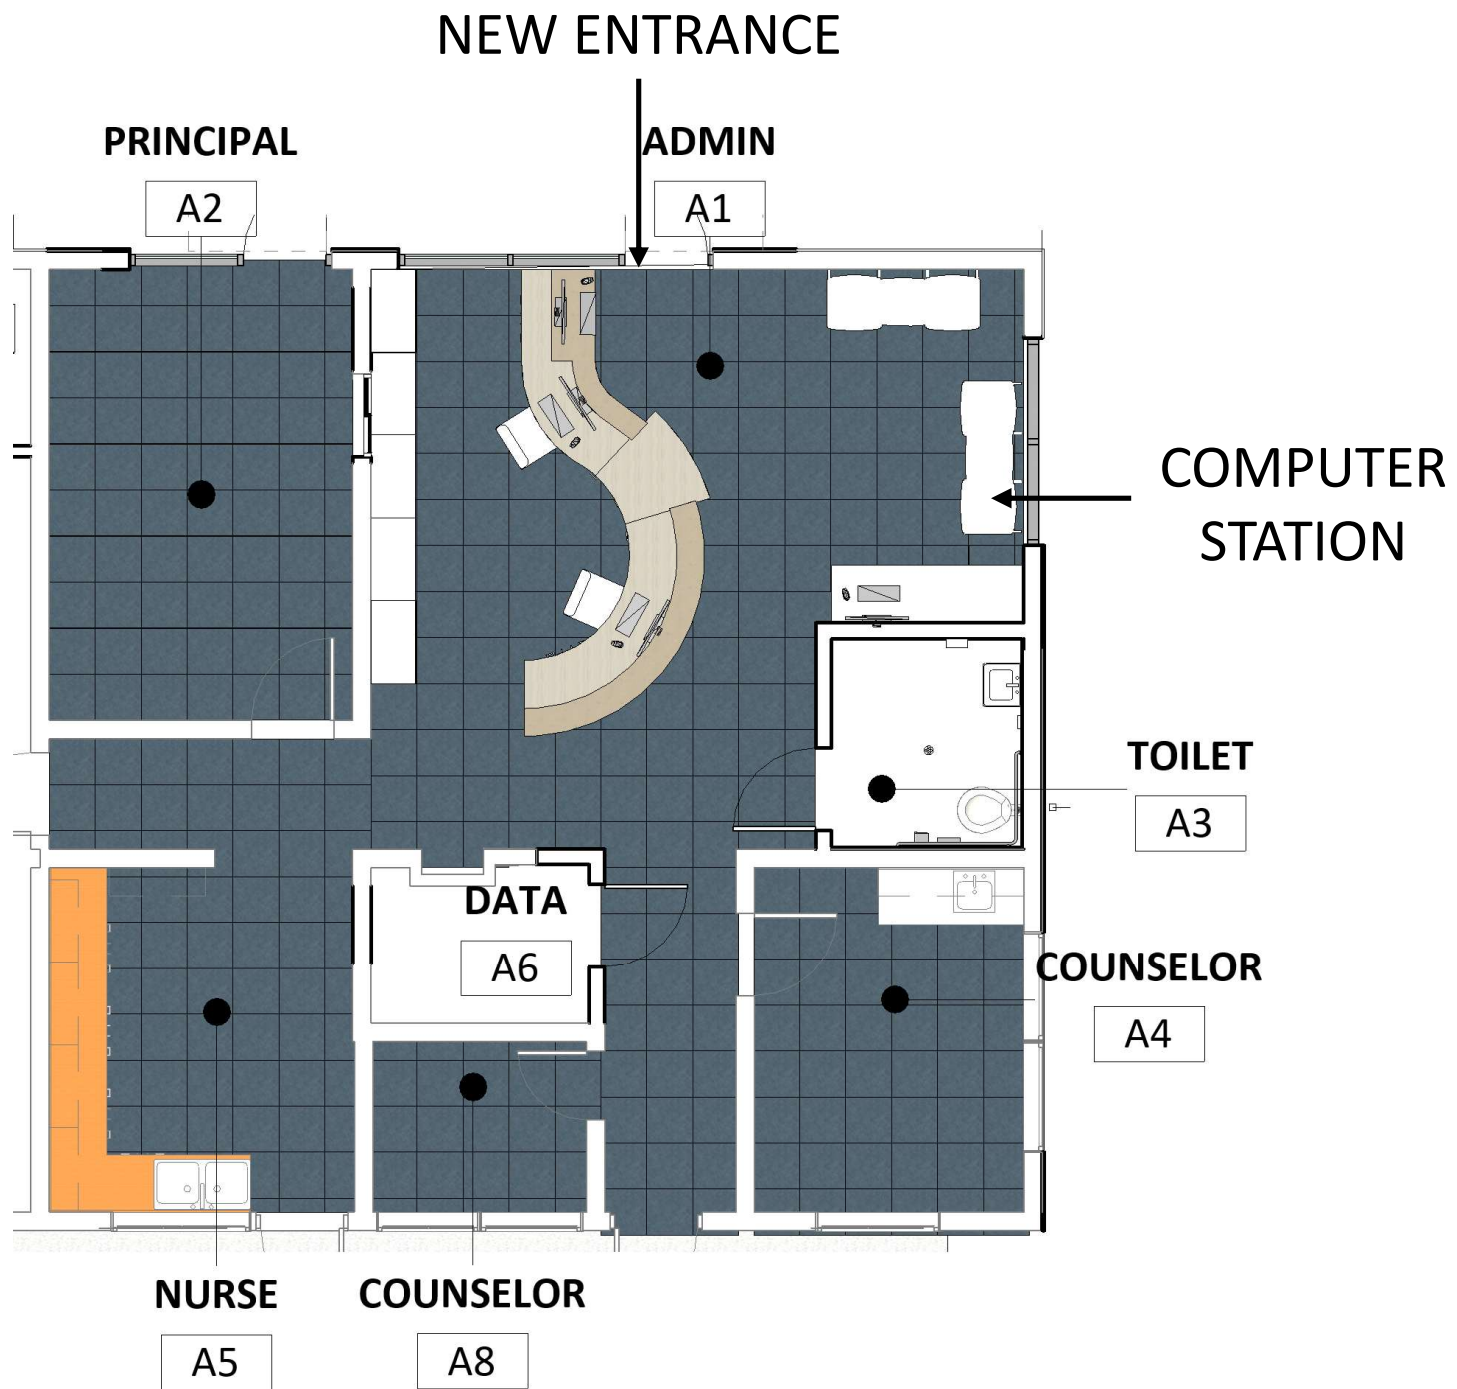 NEW ENTRANCE
PRINCIPAL
A2
ADMIN
A1
COMPUTER
STATION
TOILET
A3
DATA
A6
COUNSELOR
A4
NURSE
A5
COUNSELOR
A8